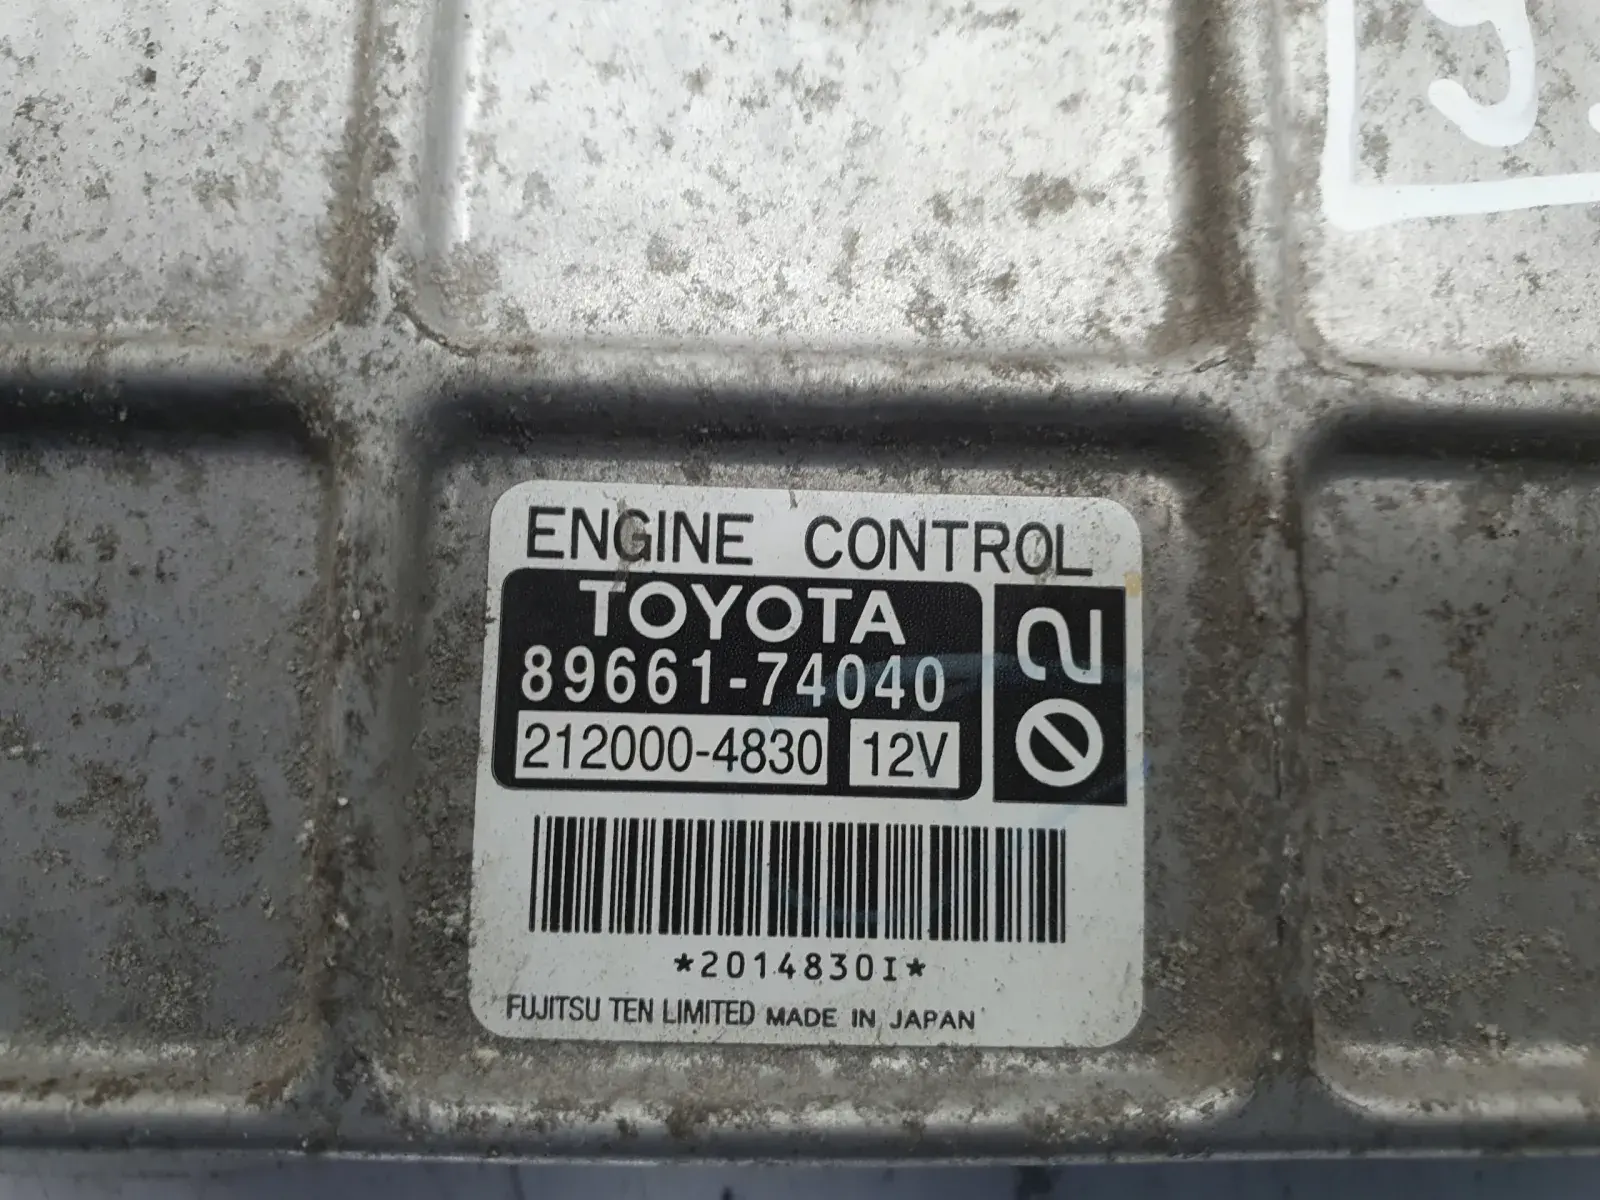 ENGINE CONTROL
TOYOTA
89661-74040
212000-4830 12V
02
*2014830I*
FUJITSU TEN LIMITED MADE IN JAPAN